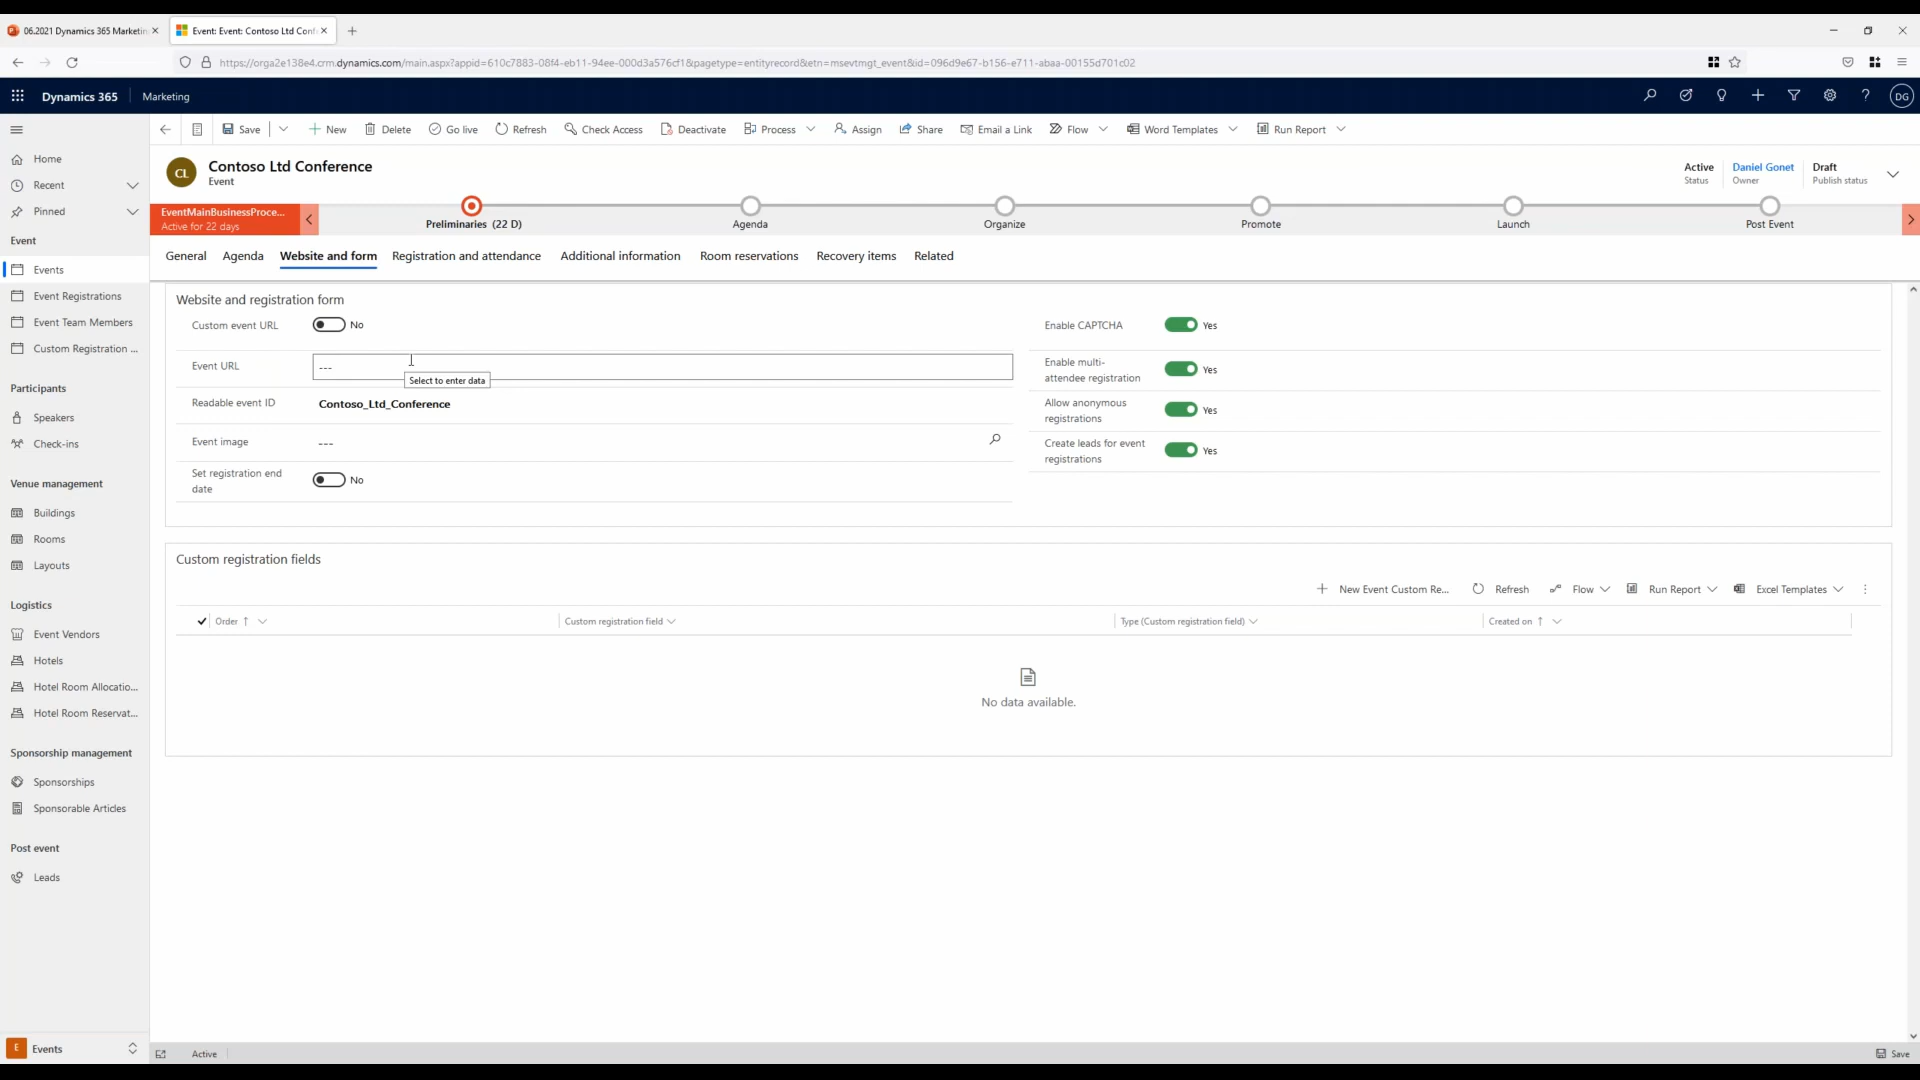 06.2021 Dynamics 365 Marketin
Event: Event: Contoso Ltd Conf
https://orga2e138e4.crm.dynamics.com/main.aspx?appid=610c7883-08f4-eb11-94ee-000d3a576cf1&pagetype=entityrecord&etn=msevtmgt_event&id=096d9e67-b156-e711-abaa-00155d701c02
Dynamics 365 Marketing
DG
Save New Delete Go live Refresh Check Access Deactivate Process Assign Share Email a Link Flow Word Templates Run Report
Home
Recent
Pinned
Event
Events
Event Registrations
Event Team Members
Custom Registration ...
Participants
Speakers
Check-ins
Venue management
Buildings
Rooms
Layouts
Logistics
Event Vendors
Hotels
Hotel Room Allocatio...
Hotel Room Reservat...
Sponsorship management
Sponsorships
Sponsorable Articles
Post event
Leads
E Events
CL
Contoso Ltd Conference
Event
Active
Status
Daniel Gonet
Owner
Draft
Publish status
EventMainBusinessProce...
Active for 22 days
Preliminaries (22 D)
Agenda
Organize
Promote
Launch
Post Event
General Agenda Website and form Registration and attendance Additional information Room reservations Recovery items Related
Website and registration form
Custom event URL No
Event URL ---
Select to enter data
Readable event ID Contoso_Ltd_Conference
Event image ---
Set registration end
date
No
Enable CAPTCHA Yes
Enable multi-
attendee registration
Yes
Allow anonymous
registrations
Yes
Create leads for event
registrations
Yes
Custom registration fields
New Event Custom Re... Refresh Flow Run Report Excel Templates
Order Custom registration field Type (Custom registration field) Created on
No data available.
Active
Save